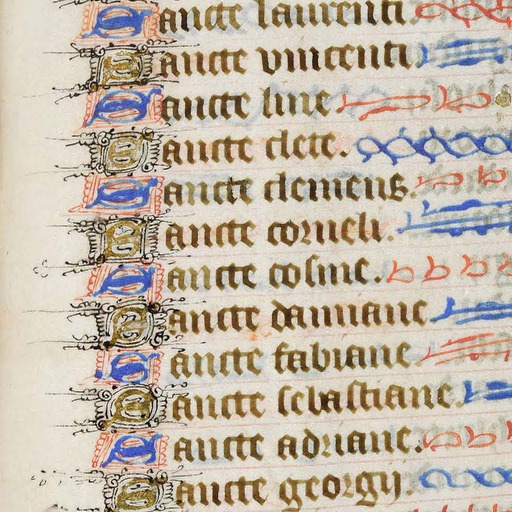 Sancte laurenti.
Sancte vincenti.
Sancte line
Sancte clete.
Sancte clemens.
Sancte corneli.
Sancte cosme.
Sancte damiane
Sancte fabiane
Sancte sebastiane.
Sancte adriane.
Sancte georgij.